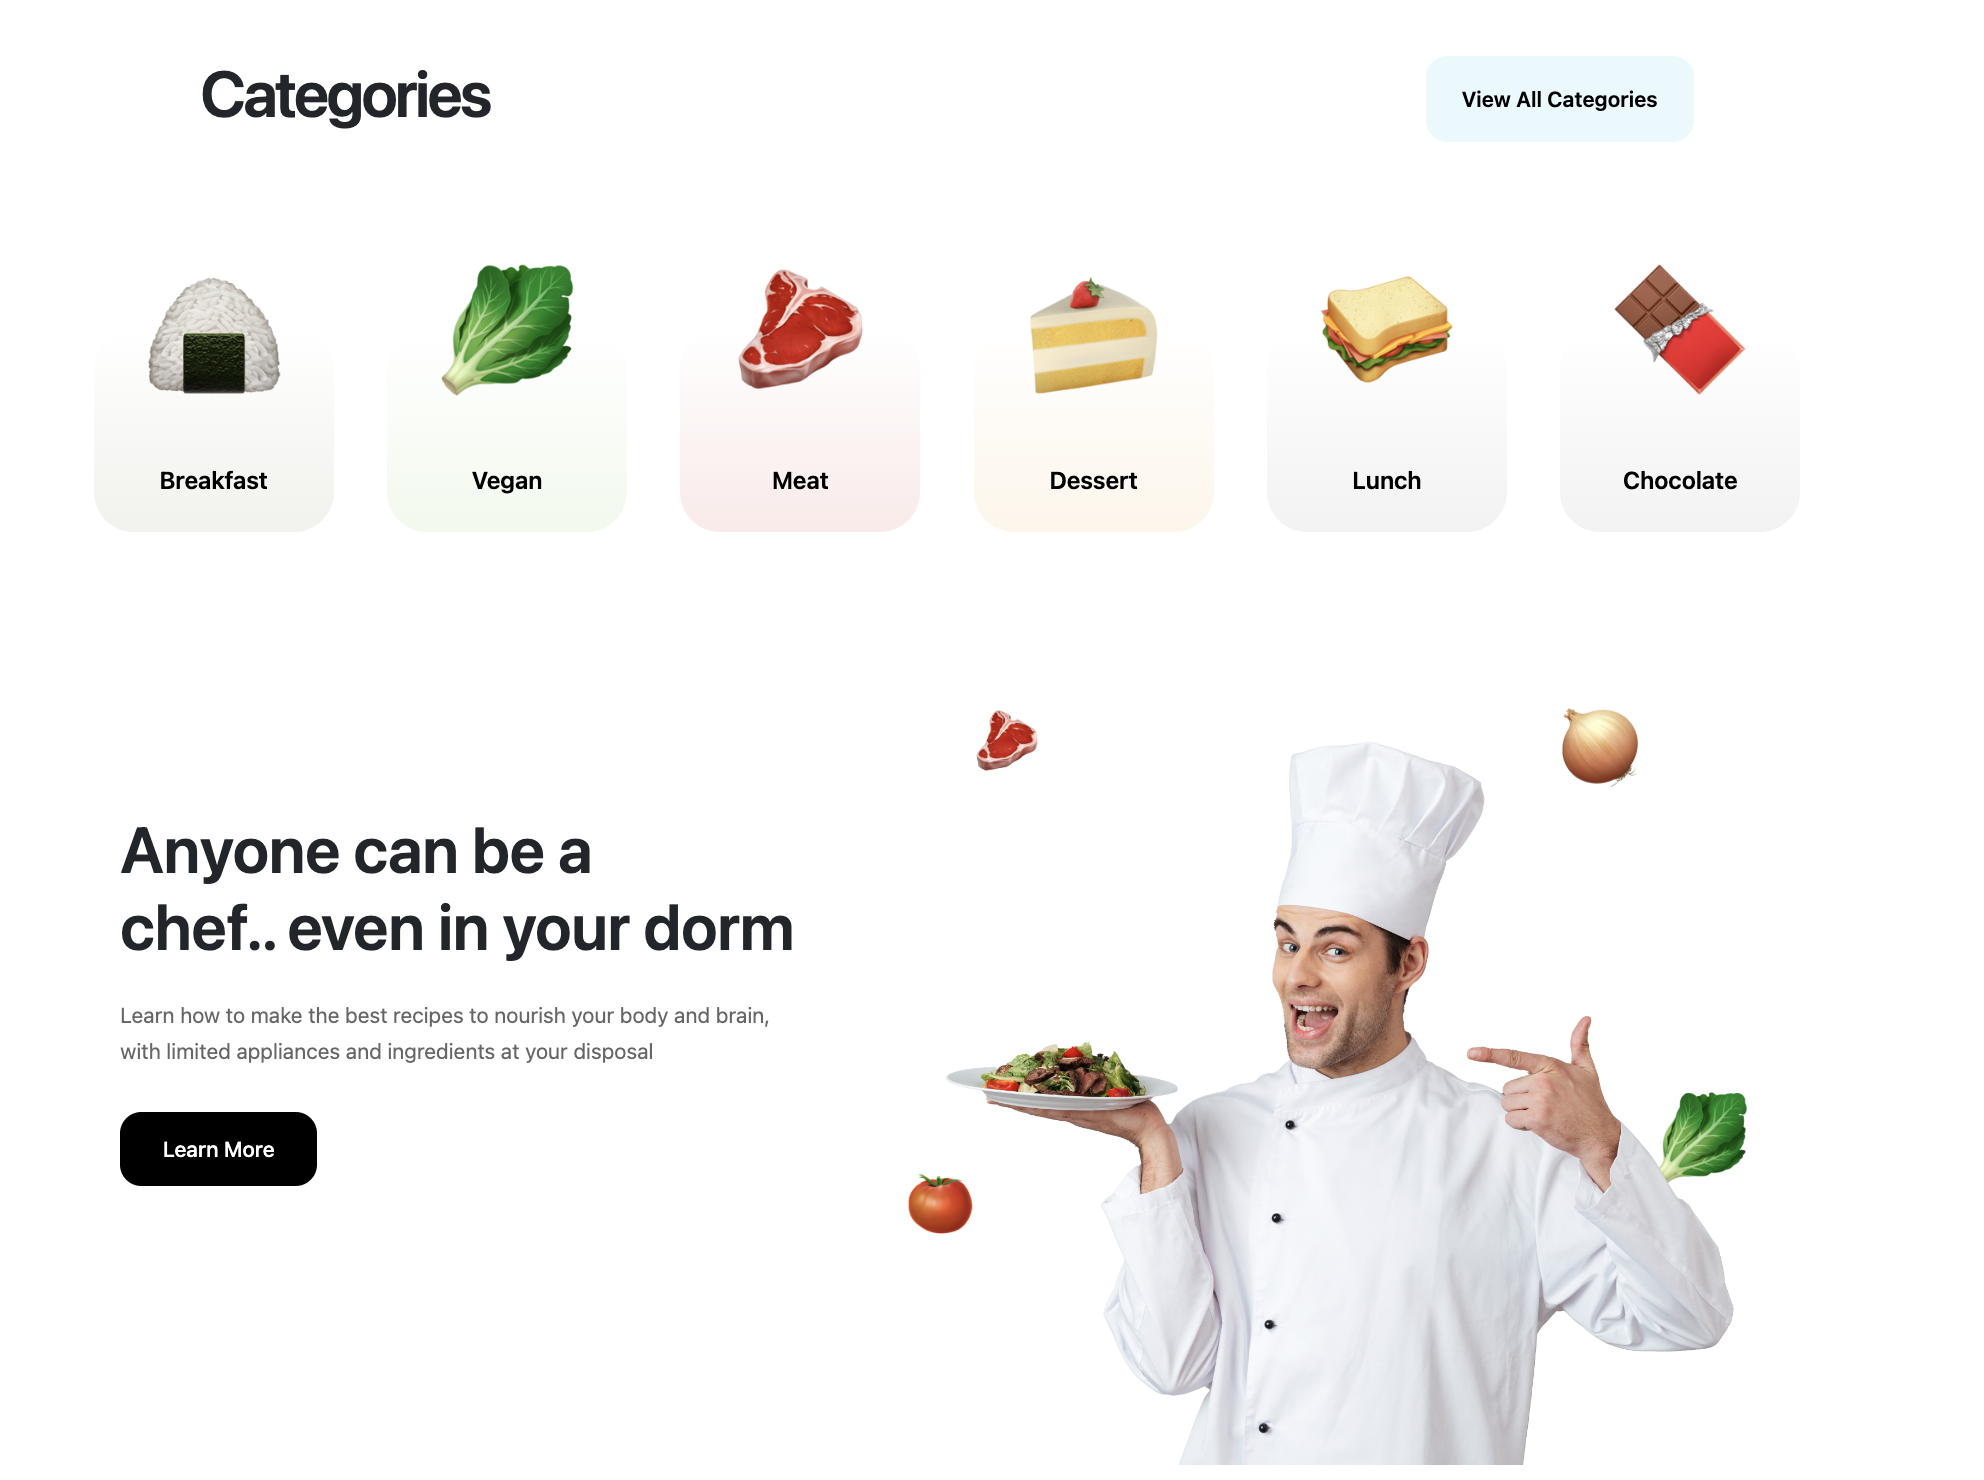 Categories
View All Categories
Breakfast
Vegan
Meat
Dessert
Lunch
Chocolate
Anyone can be a
chef.. even in your dorm
Learn how to make the best recipes to nourish your body and brain,
with limited appliances and ingredients at your disposal
Learn More